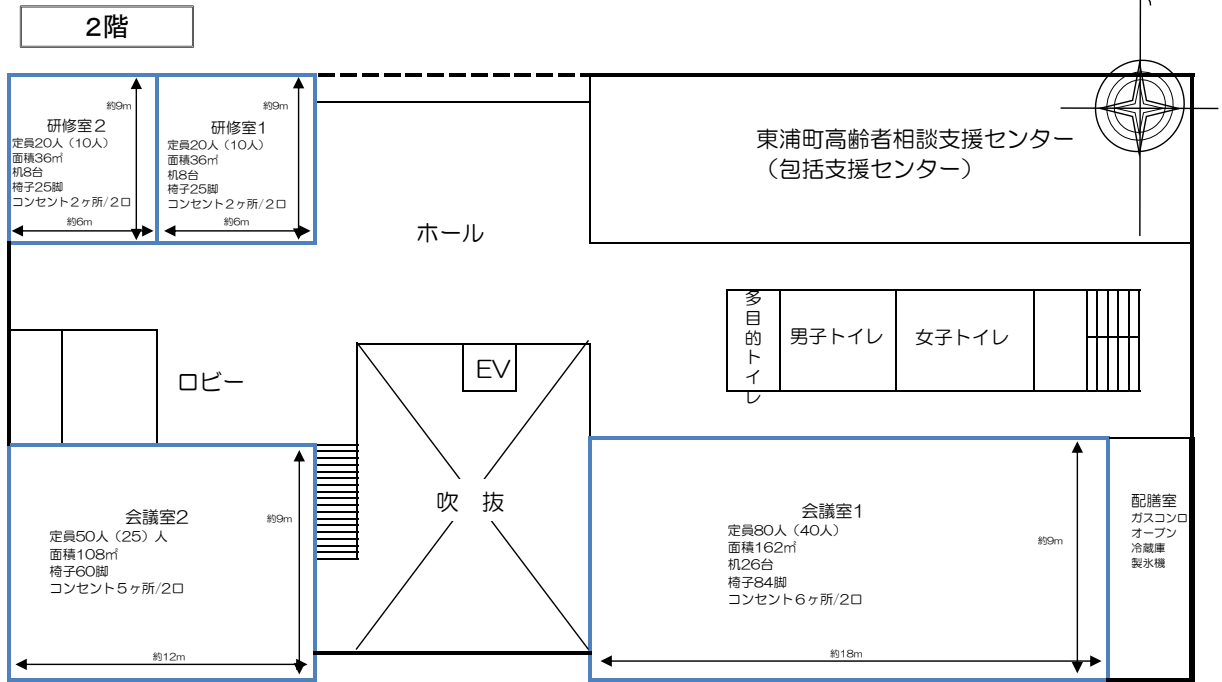 2階
約9m
研修室2
定員20人（10人）
面積36㎡
机8台
椅子25脚
コンセント2ヶ所/2口
約6m
約9m
研修室1
定員20人（10人）
面積36㎡
机8台
椅子25脚
コンセント2ヶ所/2口
約6m
ホール
東浦町高齢者相談支援センター
（包括支援センター）
多目的トイレ
男子トイレ
女子トイレ
ロビー
EV
吹 抜
会議室2
定員50人（25）人
面積108㎡
椅子60脚
コンセント5ヶ所/2口
約9m
約12m
会議室1
定員80人（40人）
面積162㎡
机26台
椅子84脚
コンセント6ヶ所/2口
約9m
約18m
配膳室
ガスコンロ
オーブン
冷蔵庫
製氷機